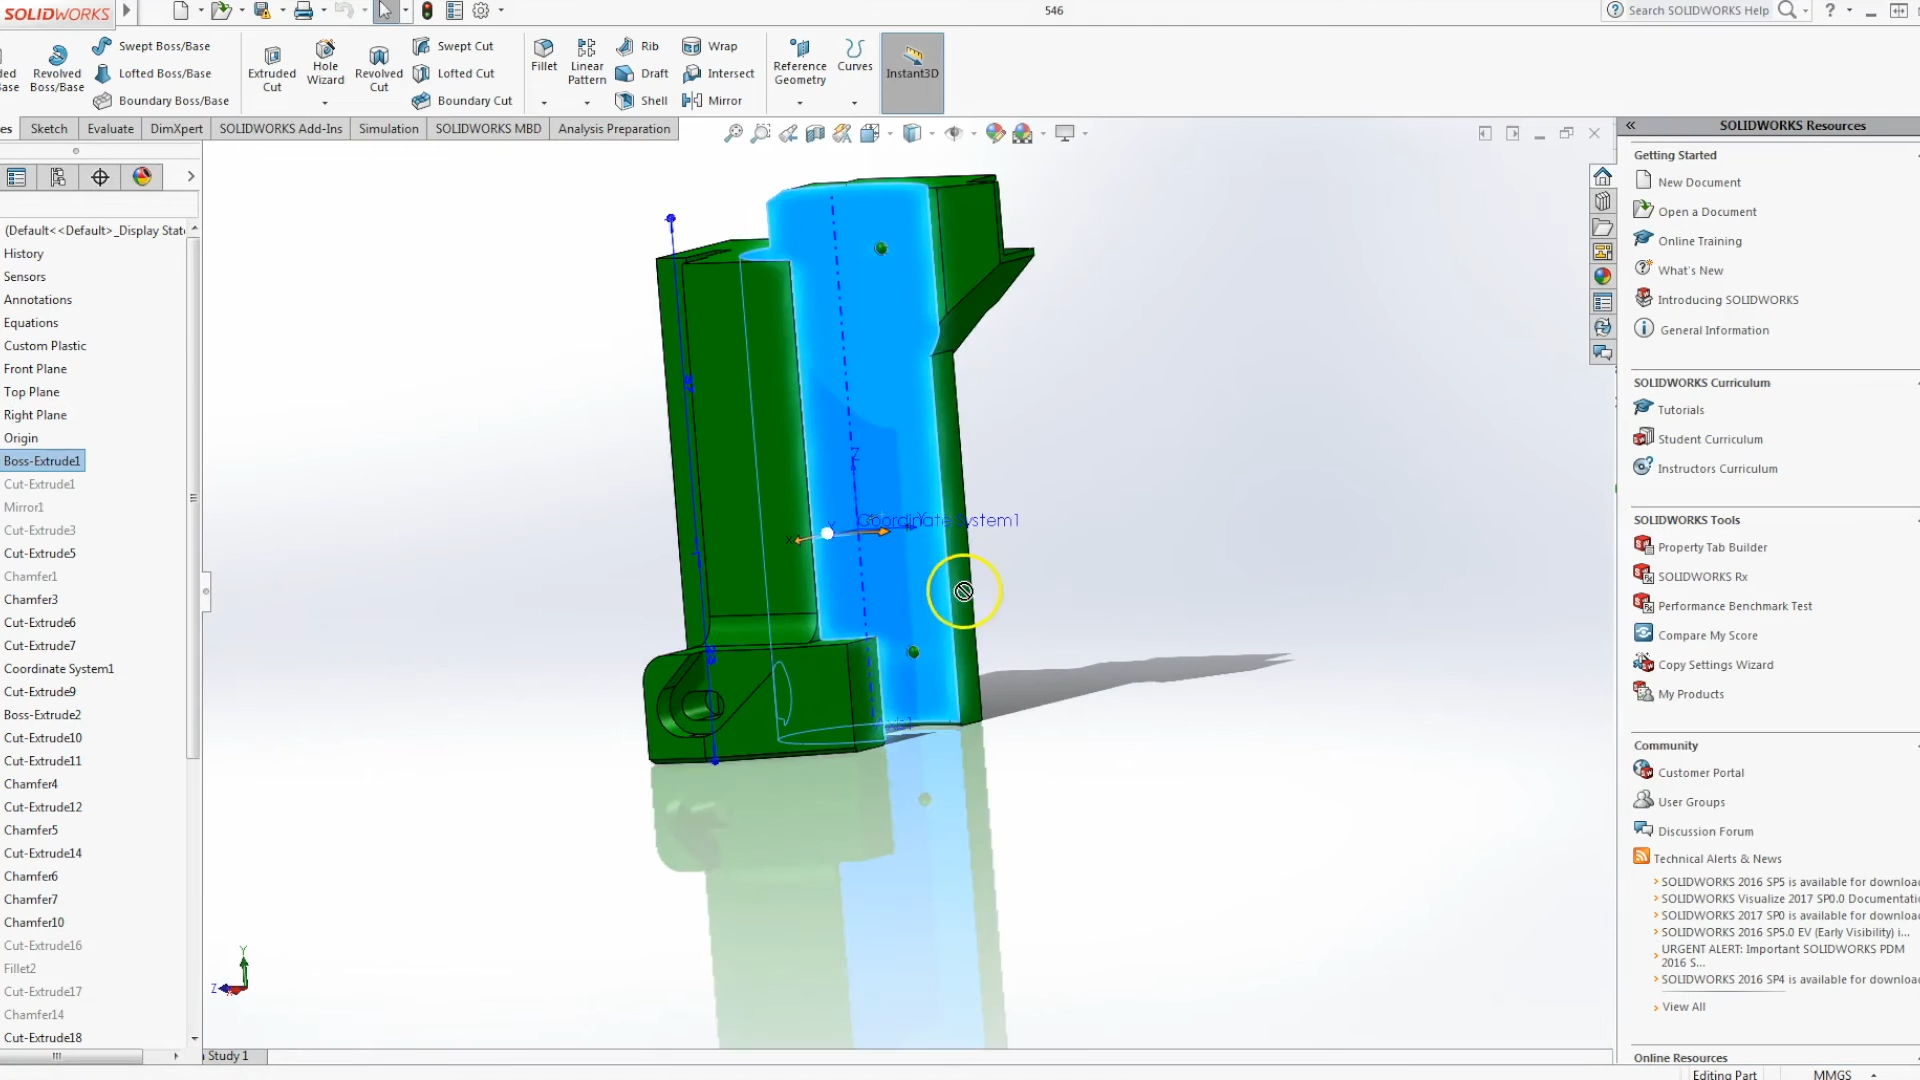 SOLIDWORKS
546
Search SOLIDWORKS Help
?
Revolved Boss/Base
Swept Boss/Base
Lofted Boss/Base
Boundary Boss/Base
Extruded Cut
Hole Wizard
Revolved Cut
Swept Cut
Lofted Cut
Boundary Cut
Fillet
Linear Pattern
Rib
Draft
Shell
Wrap
Intersect
Mirror
Reference Geometry
Curves
Instant3D
Sketch
Evaluate
DimXpert
SOLIDWORKS Add-Ins
Simulation
SOLIDWORKS MBD
Analysis Preparation
(Default<<Default>_Display Stat
History
Sensors
Annotations
Equations
Custom Plastic
Front Plane
Top Plane
Right Plane
Origin
Boss-Extrude1
Cut-Extrude1
Mirror1
Cut-Extrude3
Cut-Extrude5
Chamfer1
Chamfer3
Cut-Extrude6
Cut-Extrude7
Coordinate System1
Cut-Extrude9
Boss-Extrude2
Cut-Extrude10
Cut-Extrude11
Chamfer4
Cut-Extrude12
Chamfer5
Cut-Extrude14
Chamfer6
Chamfer7
Chamfer10
Cut-Extrude16
Fillet2
Cut-Extrude17
Chamfer14
Cut-Extrude18
Study 1
Z
Coordinate System1
Y
Z
SOLIDWORKS Resources
Getting Started
New Document
Open a Document
Online Training
What's New
Introducing SOLIDWORKS
General Information
SOLIDWORKS Curriculum
Tutorials
Student Curriculum
Instructors Curriculum
SOLIDWORKS Tools
Property Tab Builder
SOLIDWORKS Rx
Performance Benchmark Test
Compare My Score
Copy Settings Wizard
My Products
Community
Customer Portal
User Groups
Discussion Forum
Technical Alerts & News
SOLIDWORKS 2016 SP5 is available for downloa
SOLIDWORKS Visualize 2017 SP0.0 Documentati
SOLIDWORKS 2017 SP0 is available for downloa
SOLIDWORKS 2016 SP5.0 EV (Early Visibility) i...
URGENT ALERT: Important SOLIDWORKS PDM
2016 S...
SOLIDWORKS 2016 SP4 is available for downloa
View All
Online Resources
Editing Part
MMGS